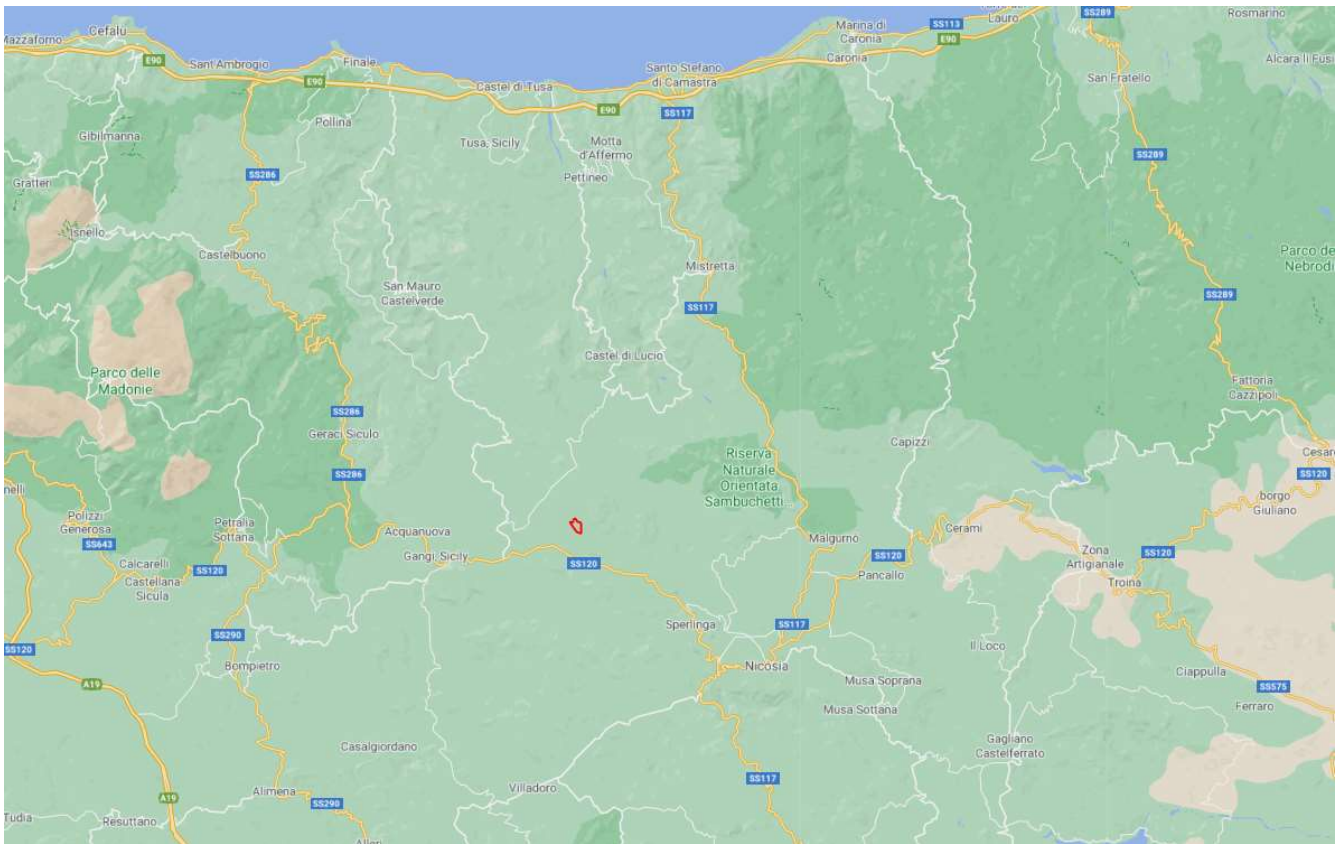 Cefalù
Mazzaforno
E90
Sant'Ambrogio
Finale
E90
Castel di Tusa
Santo Stefano
di Camastra
E90
SS117
Marina di
Caronia
SS113
Caronia
Lauro
SS289
Rosmarino
Alcara li Fusi
San Fratello
Gibilmanna
Pollina
Tusa, Sicily
Motta
d'Affermo
Pettineo
Gratteri
SS286
SS289
Isnello
Castelbuono
San Mauro
Castelverde
Mistretta
SS117
SS289
Parco de
Nebrodi
Castel di Lucio
Parco delle
Madonie
Fattoria
Cazzipoli
SS286
Geraci Siculo
SS286
Capizzi
Riserva
Naturale
Orientata
Sambuchetti ...
Cesarò
SS120
borgo
Giuliano
nelli
Polizzi
Generosa
SS643
Petralia
Sottana
Acquanuova
Gangi, Sicily
SS120
Malgurno
SS120
Pancallo
Cerami
Zona
Artigianale
SS120
Troina
Calcarelli
Castellana
Sicula
SS120
SS290
SS120
Bompietro
Sperlinga
SS117
Nicosia
Il Loco
Ciappulla
SS575
Ferraro
Musa Soprana
Musa Sottana
A19
Casalgiordano
Gagliano
Castelferrato
Villadoro
SS117
Alimena
SS290
A19
Tudia
Resuttano